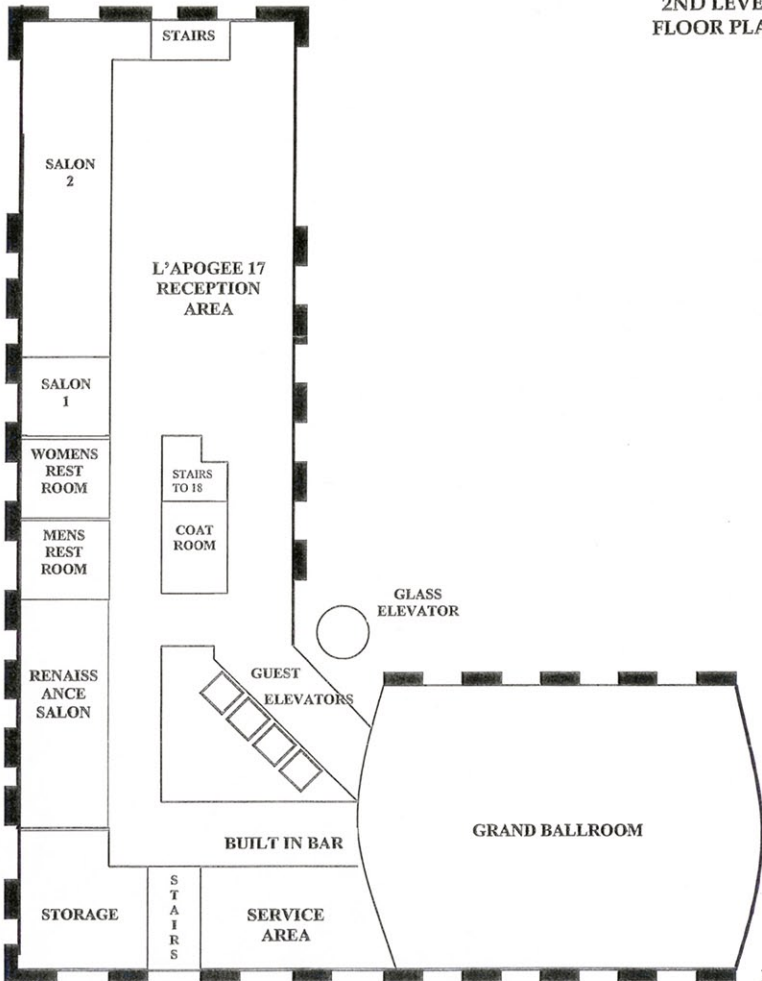 2ND LEVE
FLOOR PLA
STAIRS
SALON
2
L'APOGEE 17
RECEPTION
AREA
SALON
1
WOMENS
REST
ROOM
STAIRS
TO 18
MENS
REST
ROOM
COAT
ROOM
GLASS
ELEVATOR
RENAISS
ANCE
SALON
GUEST
ELEVATORS
BUILT IN BAR
GRAND BALLROOM
STORAGE
S
T
A
I
R
S
SERVICE
AREA